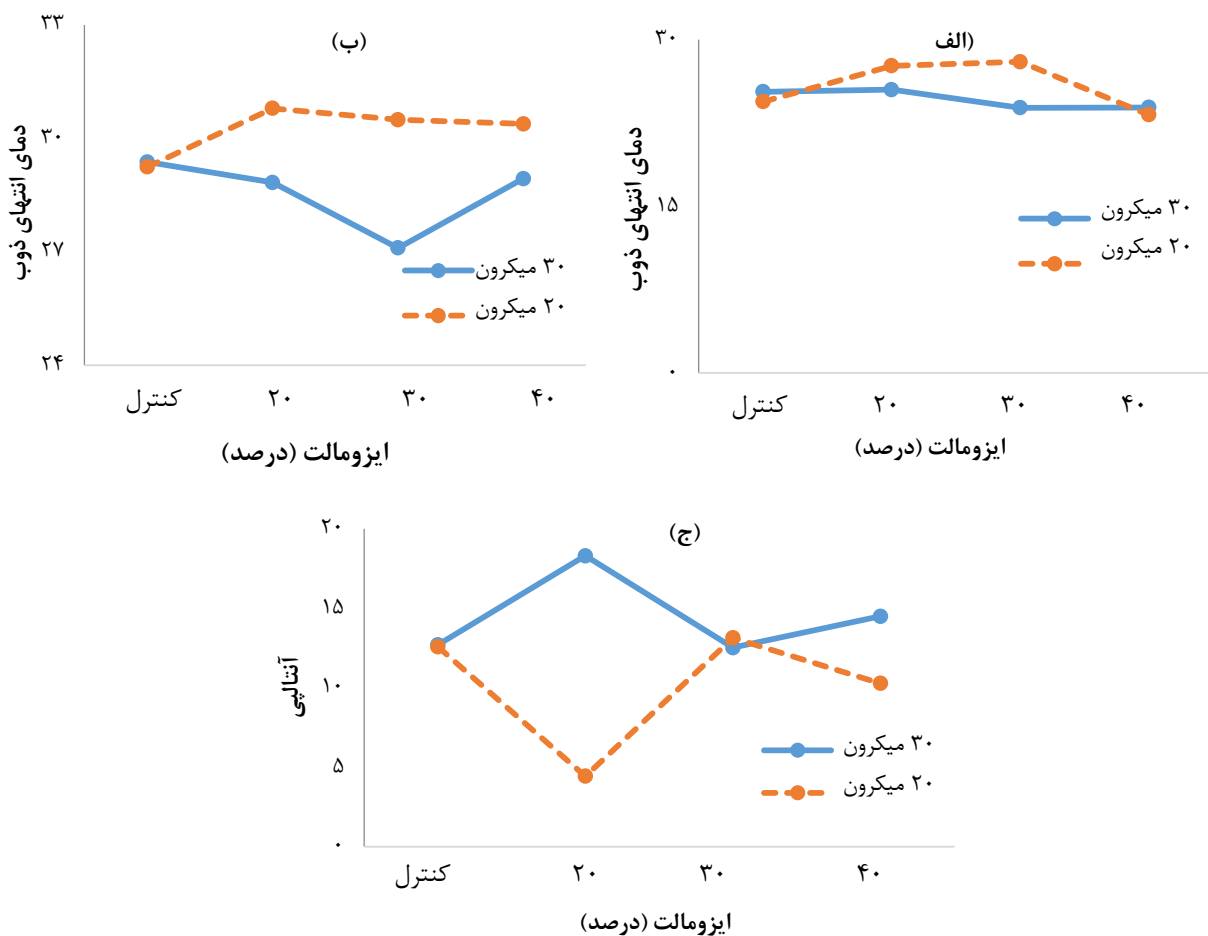 (الف
۳۰
۱۵
۰
دمای انتهای ذوب
۳۰ میکرون
۲۰ میکرون
کنترل
۲۰
۳۰
۴۰
ایزومالت (درصد)
(ب)
۳۳
۳۰
۲۷
۲۴
دمای انتهای ذوب
۳۰ میکرون
۲۰ میکرون
کنترل
۲۰
۳۰
۴۰
ایزومالت (درصد)
(ج)
۲۰
۱۵
۱۰
۵
۰
آنتالپی
۳۰ میکرون
۲۰ میکرون
کنترل
۲۰
۳۰
۴۰
ایزومالت (درصد)